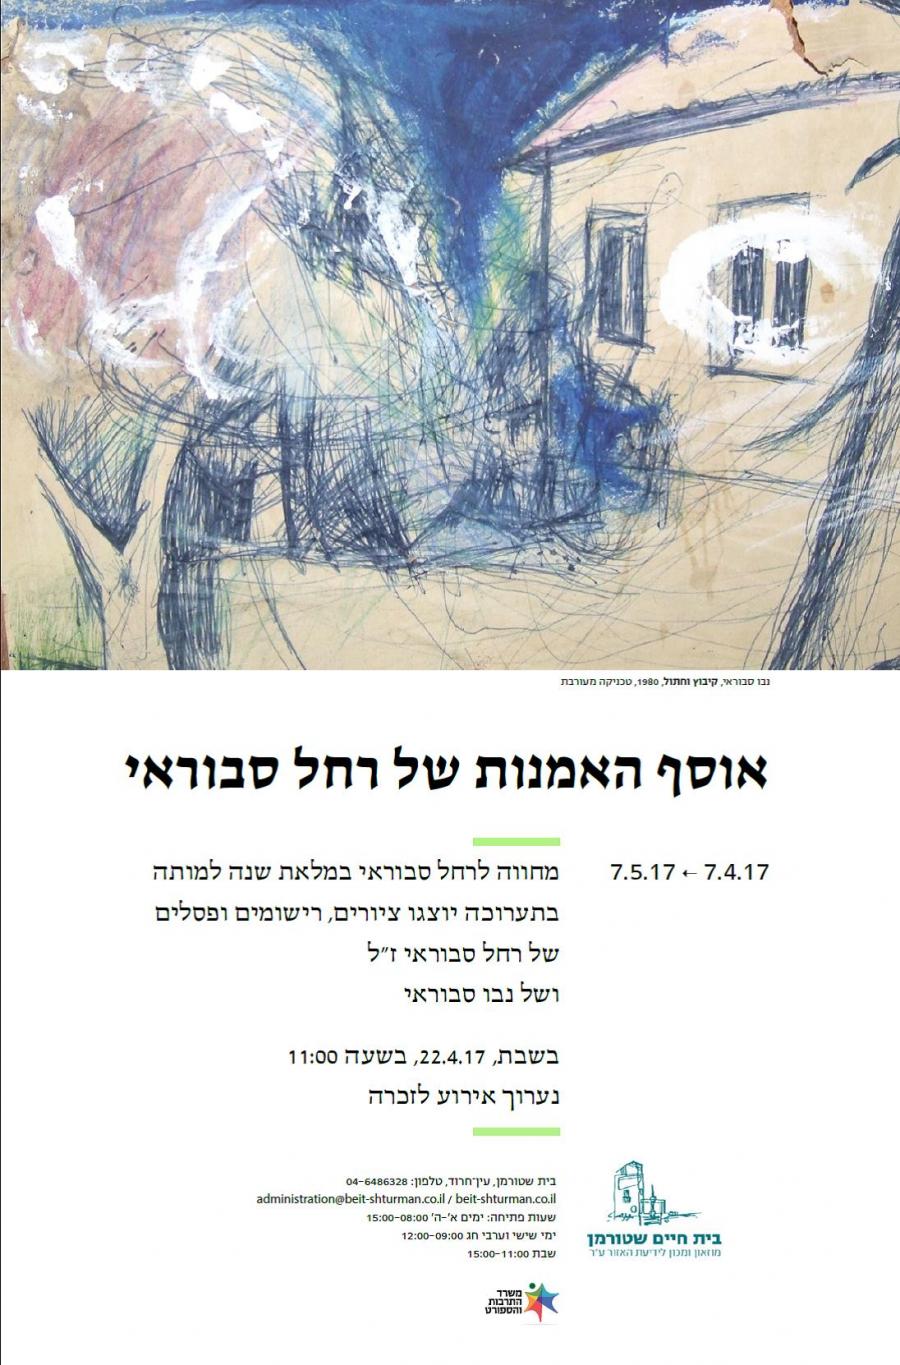 נבו סבוראי, קיבוץ וחתול, 1980, טכניקה מעורבת
אוסף האמנות של רחל סבוראי
7.4.17 ← 7.5.17
מחווה לרחל סבוראי במלאת שנה למותה
בתערוכה יוצגו ציורים, רישומים ופסלים
של רחל סבוראי ז״ל
ושל נבו סבוראי
בשבת, 22.4.17, בשעה 11:00
נערוך אירוע לזכרה
בית שטורמן, עין־חרוד, טלפון: 04-6486328
administration@beit-shturman.co.il / beit-shturman.co.il
שעות פתיחה: ימים א׳-ה׳ 15:00-08:00
ימי שישי וערבי חג 12:00-09:00
שבת 15:00-11:00
בית חיים שטורמן
מוזאון ומכון לידיעת האזור ע״ר
משרד
התרבות
והספורט